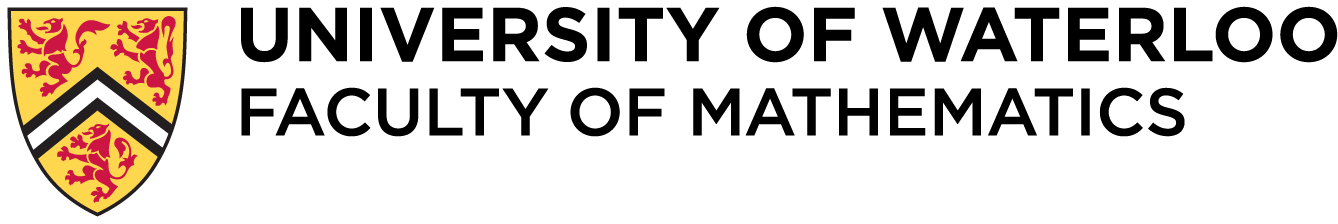 UNIVERSITY OF WATERLOO
FACULTY OF MATHEMATICS